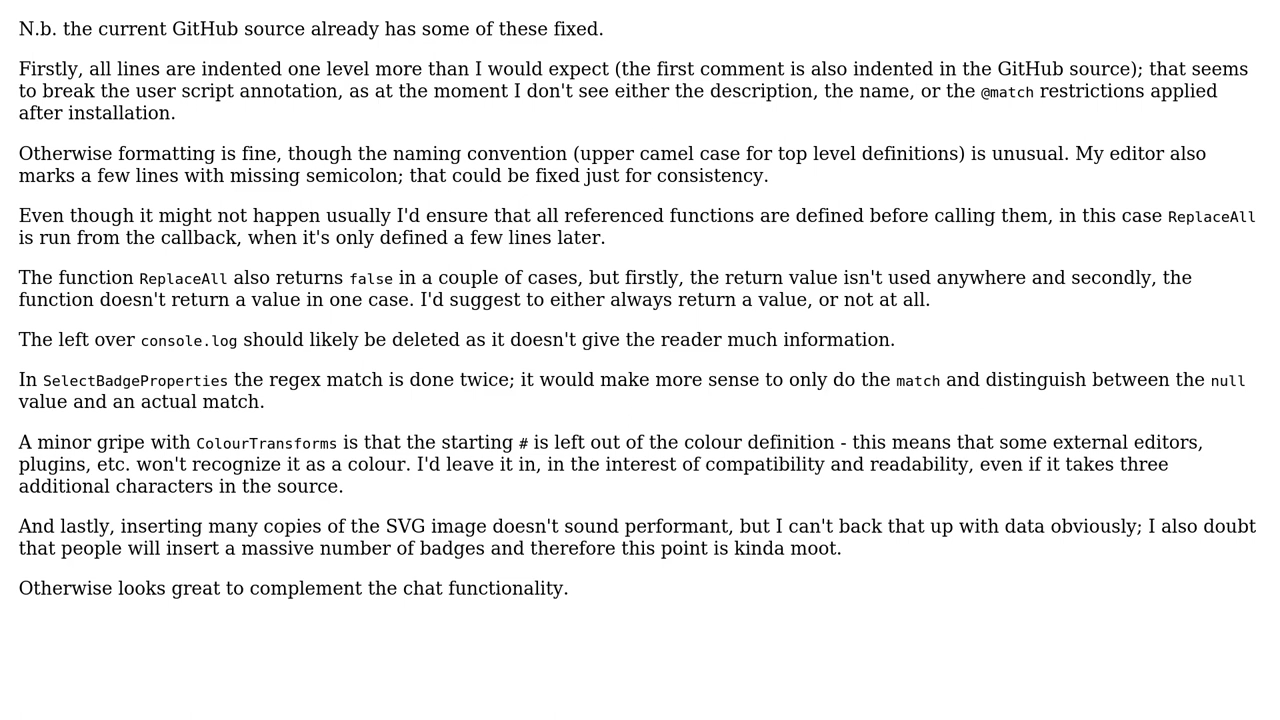 N.b. the current GitHub source already has some of these fixed.
Firstly, all lines are indented one level more than I would expect (the first comment is also indented in the GitHub source); that seems
to break the user script annotation, as at the moment I don't see either the description, the name, or the @match restrictions applied
after installation.
Otherwise formatting is fine, though the naming convention (upper camel case for top level definitions) is unusual. My editor also
marks a few lines with missing semicolon; that could be fixed just for consistency.
Even though it might not happen usually I'd ensure that all referenced functions are defined before calling them, in this case ReplaceAll
is run from the callback, when it's only defined a few lines later.
The function ReplaceAll also returns false in a couple of cases, but firstly, the return value isn't used anywhere and secondly, the
function doesn't return a value in one case. I'd suggest to either always return a value, or not at all.
The left over console.log should likely be deleted as it doesn't give the reader much information.
In SelectBadgeProperties the regex match is done twice; it would make more sense to only do the match and distinguish between the null
value and an actual match.
A minor gripe with ColourTransforms is that the starting # is left out of the colour definition - this means that some external editors,
plugins, etc. won't recognize it as a colour. I'd leave it in, in the interest of compatibility and readability, even if it takes three
additional characters in the source.
And lastly, inserting many copies of the SVG image doesn't sound performant, but I can't back that up with data obviously; I also doubt
that people will insert a massive number of badges and therefore this point is kinda moot.
Otherwise looks great to complement the chat functionality.